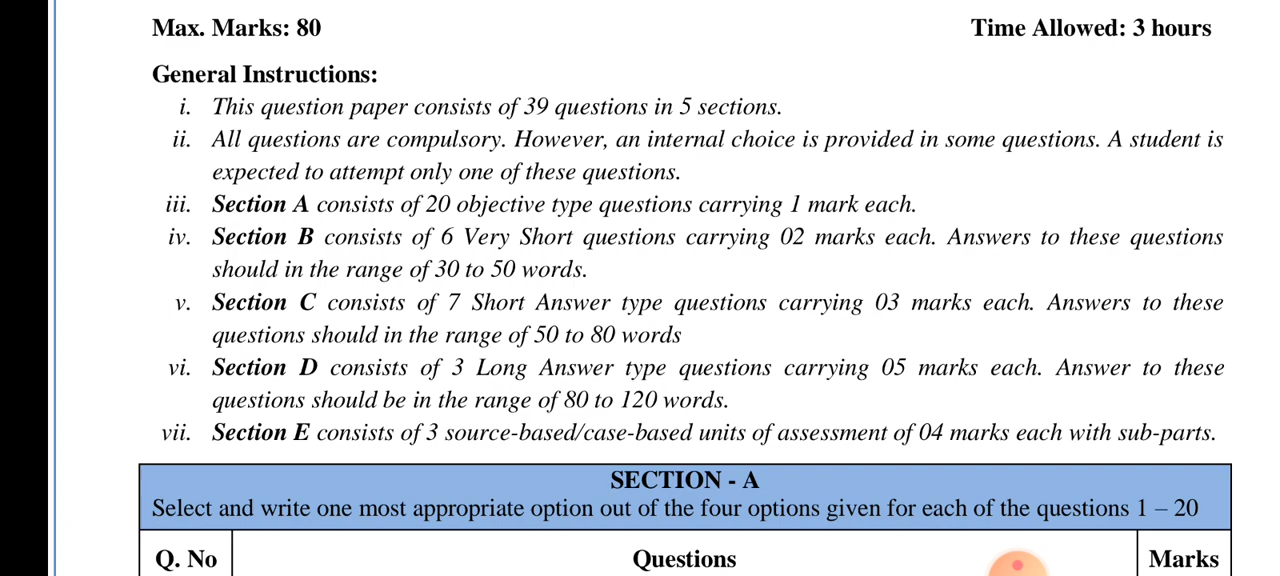 Max. Marks: 80 Time Allowed: 3 hours
General Instructions:
i. This question paper consists of 39 questions in 5 sections.
ii. All questions are compulsory. However, an internal choice is provided in some questions. A student is
expected to attempt only one of these questions.
iii. Section A consists of 20 objective type questions carrying 1 mark each.
iv. Section B consists of 6 Very Short questions carrying 02 marks each. Answers to these questions
should in the range of 30 to 50 words.
v. Section C consists of 7 Short Answer type questions carrying 03 marks each. Answers to these
questions should in the range of 50 to 80 words
vi. Section D consists of 3 Long Answer type questions carrying 05 marks each. Answer to these
questions should be in the range of 80 to 120 words.
vii. Section E consists of 3 source-based/case-based units of assessment of 04 marks each with sub-parts.
SECTION - A
Select and write one most appropriate option out of the four options given for each of the questions 1 – 20
Q. No Questions Marks